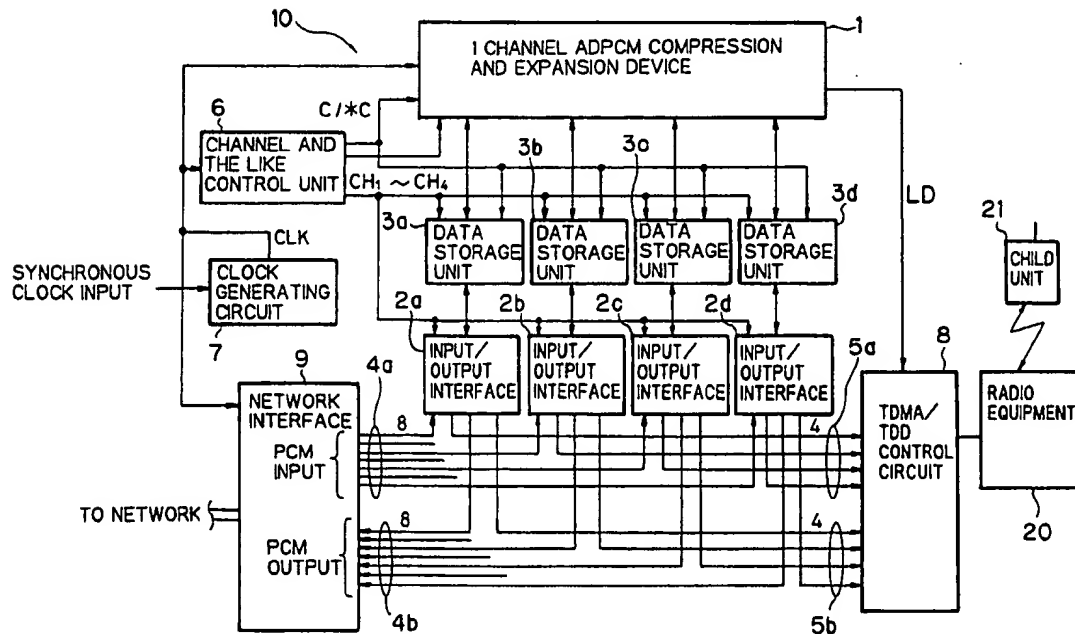 10
1
1 CHANNEL ADPCM COMPRESSION
AND EXPANSION DEVICE
C/*C
6
CHANNEL AND
THE LIKE
CONTROL UNIT
CH1 ~ CH4
3b
3c
3a
3d
LD
DATA
STORAGE
UNIT
DATA
STORAGE
UNIT
DATA
STORAGE
UNIT
DATA
STORAGE
UNIT
21
CHILD
UNIT
CLK
SYNCHRONOUS
CLOCK INPUT
CLOCK
GENERATING
CIRCUIT
7
2a
2b
2c
2d
INPUT/
OUTPUT
INTERFACE
INPUT/
OUTPUT
INTERFACE
INPUT/
OUTPUT
INTERFACE
INPUT/
OUTPUT
INTERFACE
9
4a
5a
8
NETWORK
INTERFACE
PCM
INPUT
8
4
TDMA/
TDD
CONTROL
CIRCUIT
RADIO
EQUIPMENT
20
TO NETWORK
PCM
OUTPUT
8
4
4b
5b